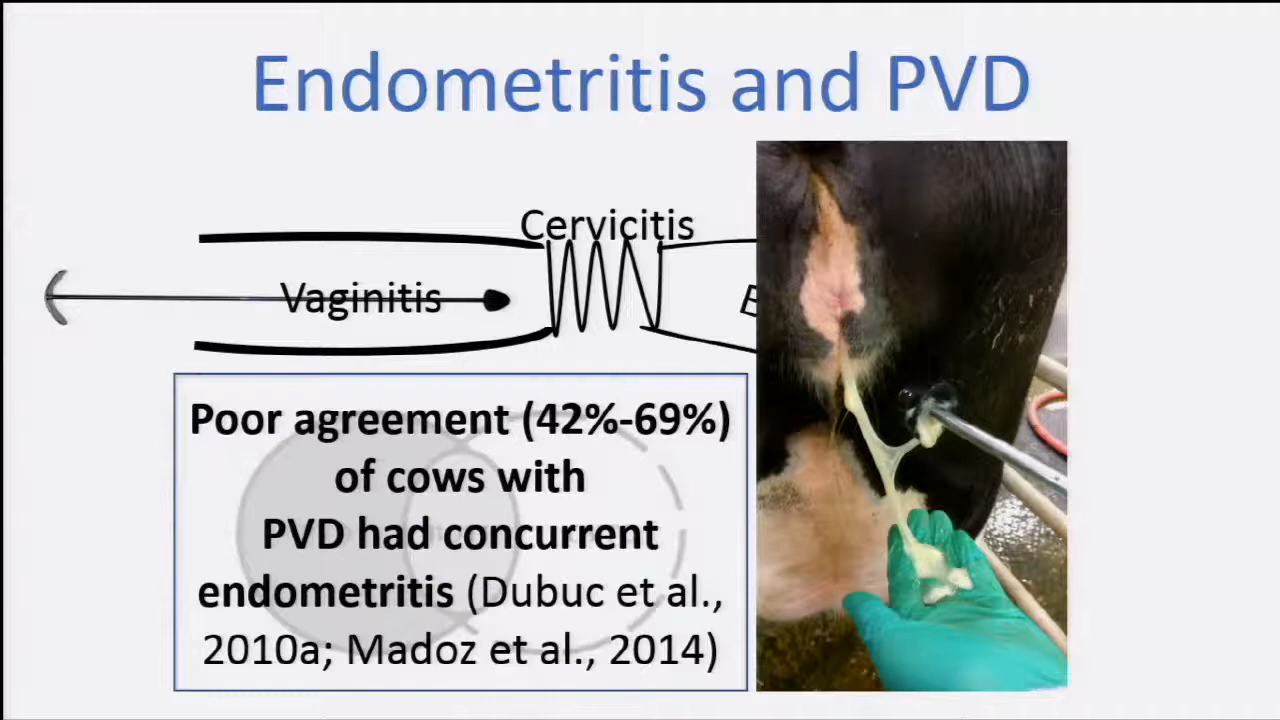 Endometritis and PVD
Cervicitis
Vaginitis
E
Poor agreement (42%-69%)
of cows with
PVD had concurrent
endometritis (Dubuc et al.,
2010a; Madoz et al., 2014)